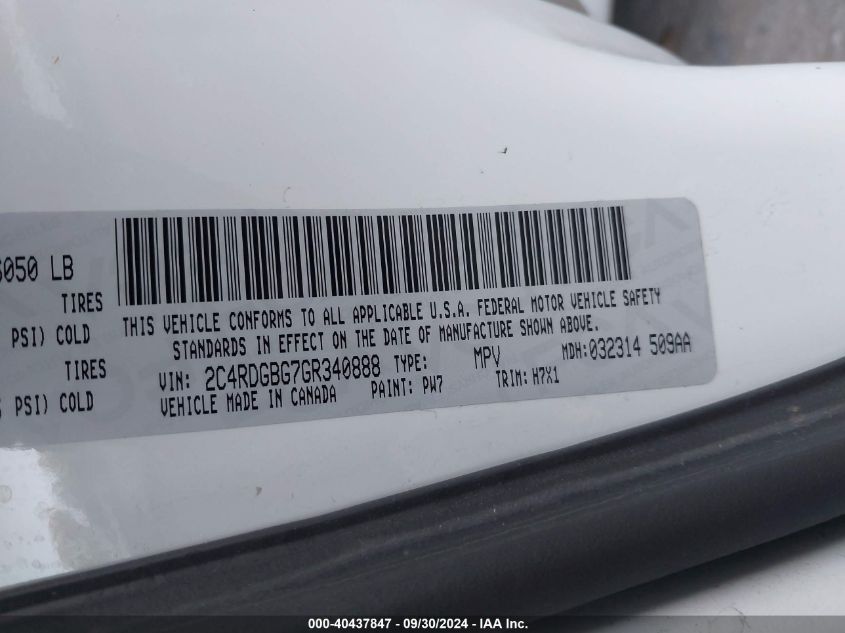 6050 LB
TIRES
PSI) COLD
TIRES
PSI) COLD
THIS VEHICLE CONFORMS TO ALL APPLICABLE U.S.A. FEDERAL MOTOR VEHICLE SAFETY
STANDARDS IN EFFECT ON THE DATE OF MANUFACTURE SHOWN ABOVE.
VIN: 2C4RDGBG7GR340888 TYPE: MPV MDH: 032314 509AA
VEHICLE MADE IN CANADA PAINT: PW7 TRIM: H7X1
000-40437847 / 09/30/2024 - IAA Inc.